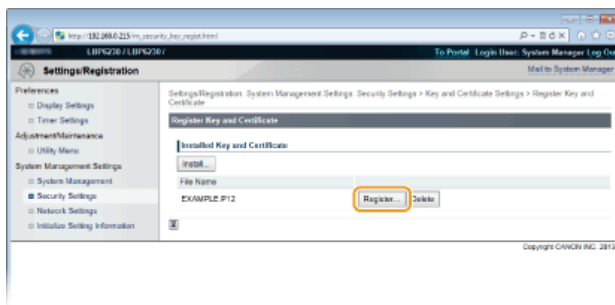 http://192.168.0.215/m_security_key_regist.html
LBP6230 / LBP6230 /
To Portal Login User: System Manager Log Ou
Settings/Registration
Mail to System Manager
Preferences
Display Settings
Timer Settings
Adjustment/Maintenance
Utility Menu
System Management Settings
System Management
Security Settings
Network Settings
Initialize Setting Information
Settings/Registration System Management Settings Security Settings > Key and Certificate Settings > Register Key and
Certificate
Register Key and Certificate
Installed Key and Certificate
Install...
File Name
EXAMPLE.P12
Register...
Delete
Copyright CANON INC. 2013